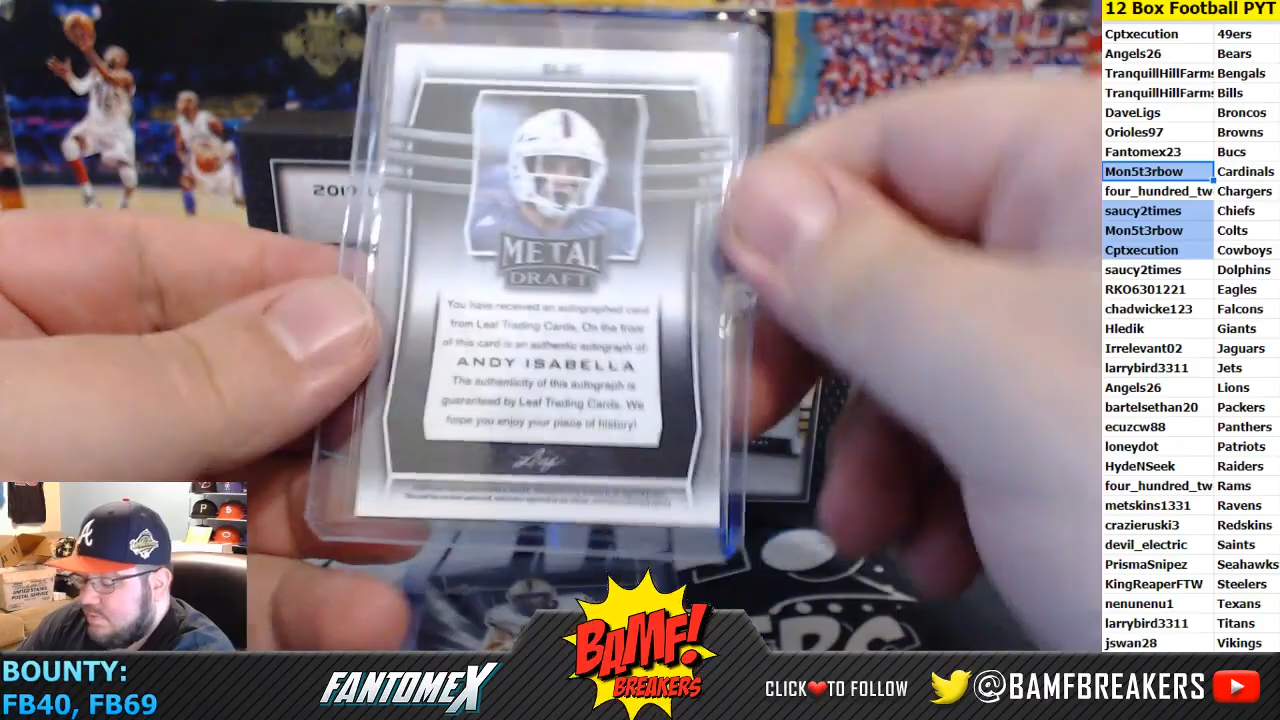 12 Box Football PYT
Cptxecution 49ers
Angels26 Bears
TranquillHillFarms Bengals
TranquillHillFarms Bills
DaveLigs Broncos
Orioles97 Browns
Fantomex23 Bucs
Mon5t3rbow Cardinals
four_hundred_tw Chargers
saucy2times Chiefs
Mon5t3rbow Colts
Cptxecution Cowboys
saucy2times Dolphins
RKO6301221 Eagles
chadwicke123 Falcons
Hledik Giants
Irrelevant02 Jaguars
larrybird3311 Jets
Angels26 Lions
bartelsethan20 Packers
ecuzcw88 Panthers
loneydot Patriots
HydeNSeek Raiders
four_hundred_tw Rams
metskins1331 Ravens
crazieruski3 Redskins
devil_electric Saints
PrismaSnipez Seahawks
KingReaperFTW Steelers
nenunenu1 Texans
larrybird3311 Titans
jswan28 Vikings
METAL
DRAFT
You have received an autographed card
from Leaf Trading Cards. On the front
of this card is an authentic autograph of:
ANDY ISABELLA
The authenticity of this autograph is
guaranteed by Leaf Trading Cards. We
hope you enjoy your piece of history!
Leaf
BOUNTY:
FB40, FB69
FANTOMEX
BAMF!
BREAKERS
CLICK TO FOLLOW
@BAMFBREAKERS